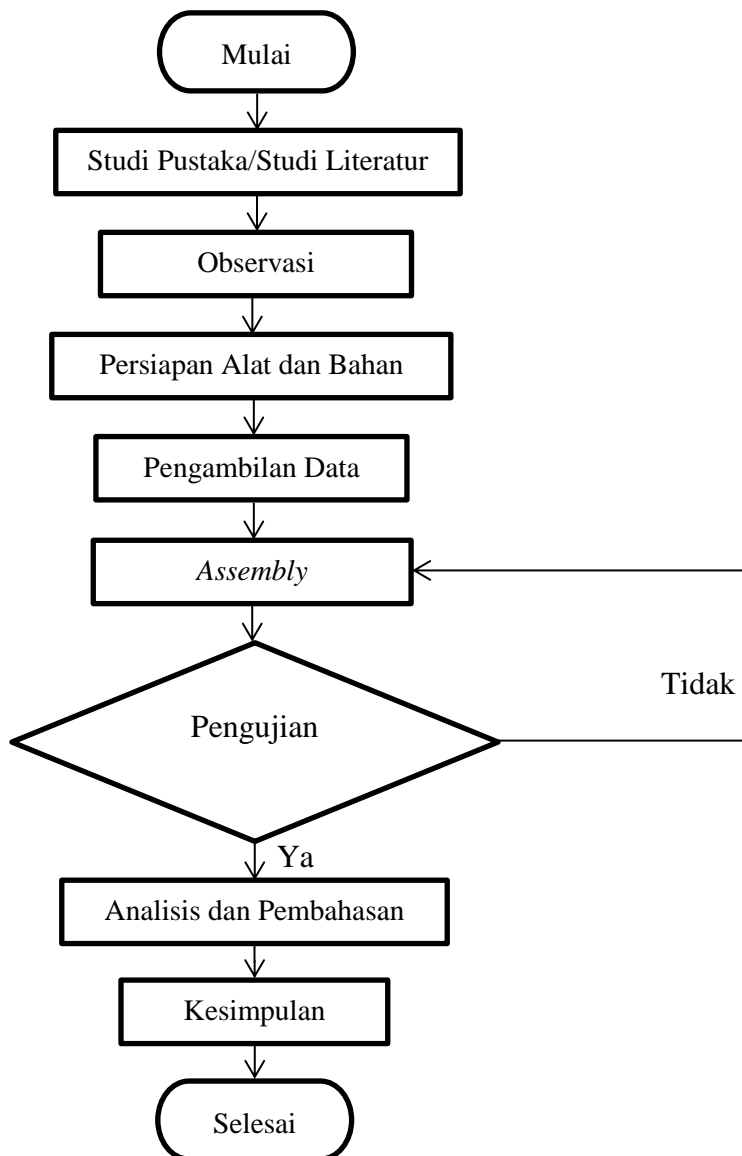 Mulai
Studi Pustaka/Studi Literatur
Observasi
Persiapan Alat dan Bahan
Pengambilan Data
Assembly
Tidak
Pengujian
Ya
Analisis dan Pembahasan
Kesimpulan
Selesai